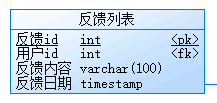 反馈列表
反馈id int <pk>
用户id int <fk>
反馈内容 varchar(100)
反馈日期 timestamp